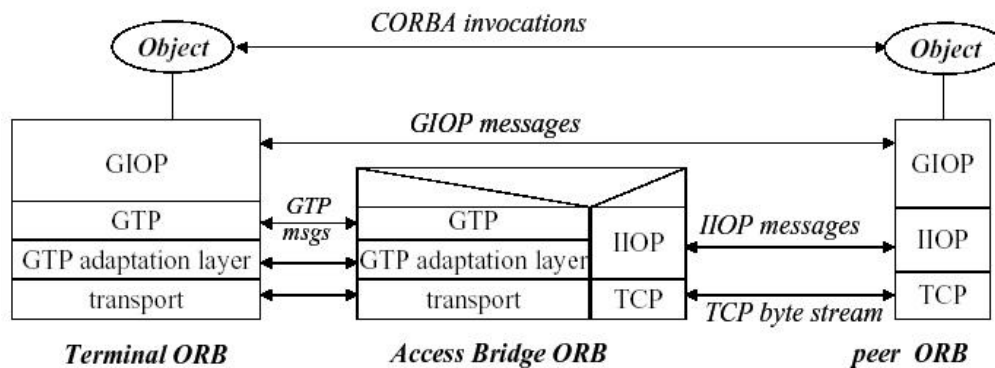 CORBA invocations
Object
Object
GIOP messages
GIOP
GIOP
GTP
GTP
msgs
GTP
IIOP
IIOP messages
IIOP
GTP adaptation layer
GTP adaptation layer
transport
transport
TCP
TCP byte stream
TCP
Terminal ORB
Access Bridge ORB
peer ORB